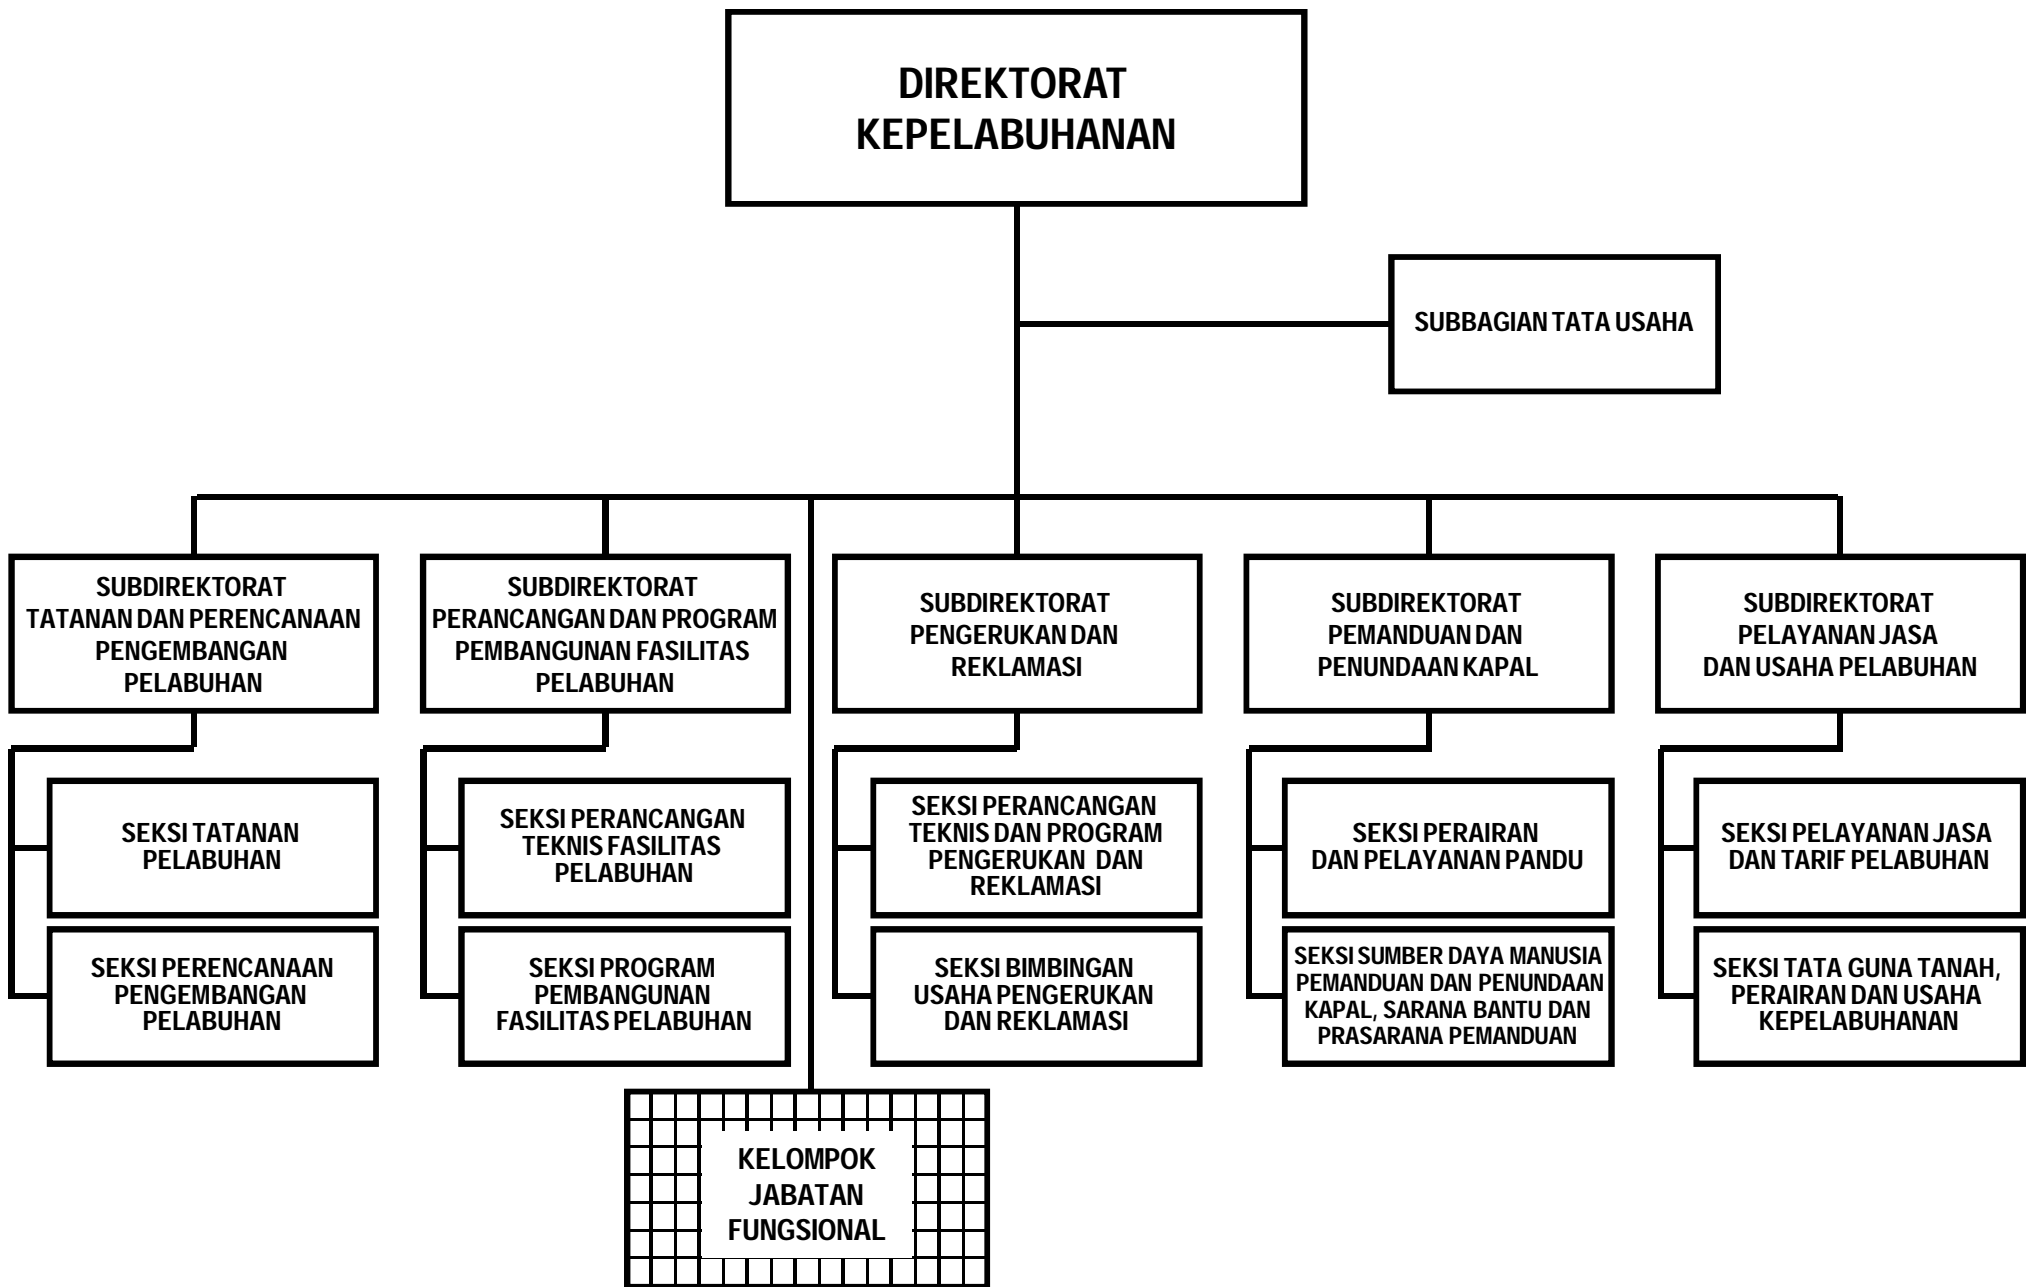 DIREKTORAT
KEPELABUHANAN
SUBBAGIAN TATA USAHA
SUBDIREKTORAT
TATANAN DAN PERENCANAAN
PENGEMBANGAN
PELABUHAN
SUBDIREKTORAT
PERANCANGAN DAN PROGRAM
PEMBANGUNAN FASILITAS
PELABUHAN
SUBDIREKTORAT
PENGERUKAN DAN
REKLAMASI
SUBDIREKTORAT
PEMANDUAN DAN
PENUNDAAN KAPAL
SUBDIREKTORAT
PELAYANAN JASA
DAN USAHA PELABUHAN
SEKSI TATANAN
PELABUHAN
SEKSI PERANCANGAN
TEKNIS FASILITAS
PELABUHAN
SEKSI PERANCANGAN
TEKNIS DAN PROGRAM
PENGERUKAN DAN
REKLAMASI
SEKSI PERAIRAN
DAN PELAYANAN PANDU
SEKSI PELAYANAN JASA
DAN TARIF PELABUHAN
SEKSI PERENCANAAN
PENGEMBANGAN
PELABUHAN
SEKSI PROGRAM
PEMBANGUNAN
FASILITAS PELABUHAN
SEKSI BIMBINGAN
USAHA PENGERUKAN
DAN REKLAMASI
SEKSI SUMBER DAYA MANUSIA
PEMANDUAN DAN PENUNDAAN
KAPAL, SARANA BANTU DAN
PRASARANA PEMANDUAN
SEKSI TATA GUNA TANAH,
PERAIRAN DAN USAHA
KEPELABUHANAN
KELOMPOK
JABATAN
FUNGSIONAL